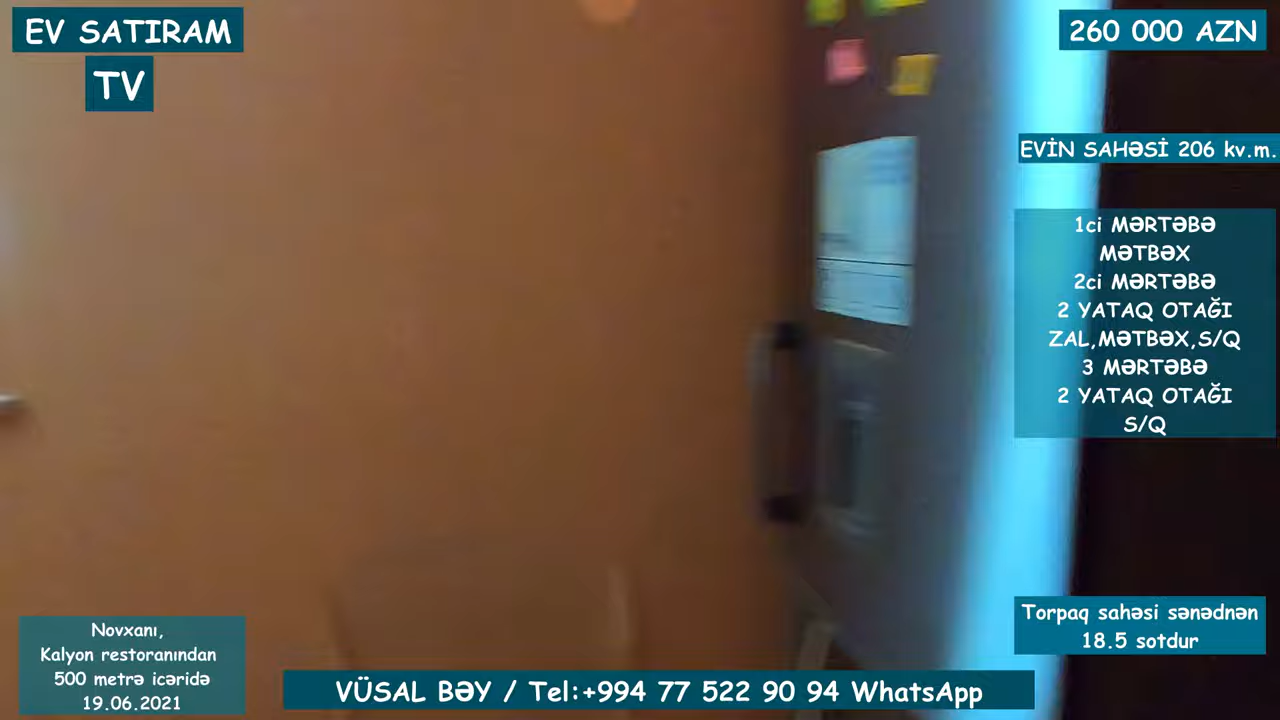 EV SATIRAM
TV
260 000 AZN
EVİN SAHƏSİ 206 kv.m.
1ci MƏRTƏBƏ
MƏTBƏX
2ci MƏRTƏBƏ
2 YATAQ OTAĞI
ZAL,MƏTBƏX,S/Q
3 MƏRTƏBƏ
2 YATAQ OTAĞI
S/Q
Torpaq sahəsi sənədnən
18.5 sotdur
Novxanı,
Kalyon restoranından
500 metrə icəridə
19.06.2021
VÜSAL BƏY / Tel:+994 77 522 90 94 WhatsApp